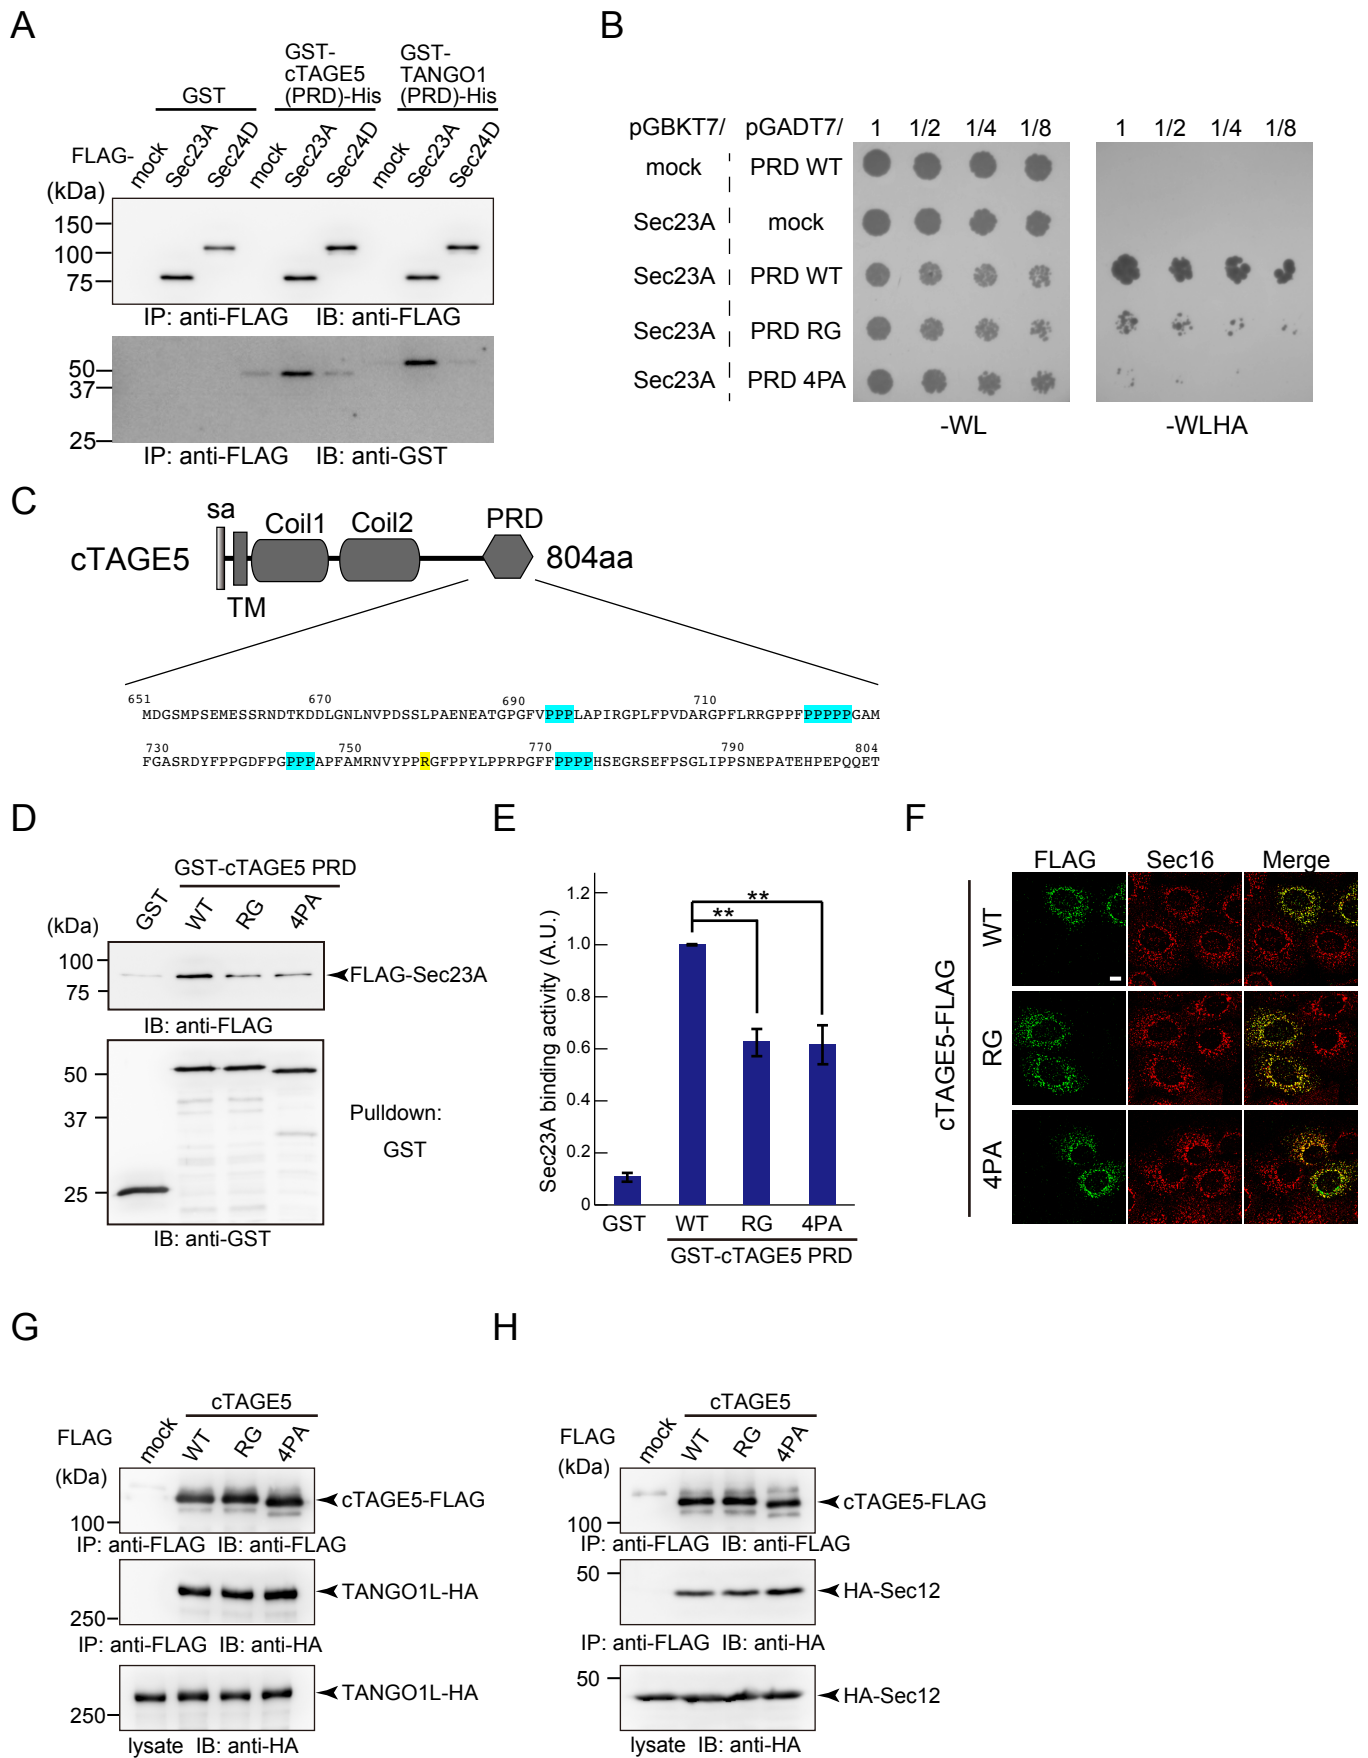 A
GST
GST-
cTAGE5
(PRD)-His
GST-
TANGO1
(PRD)-His
FLAG-
mock
Sec23A
Sec24D
mock
Sec23A
Sec24D
mock
Sec23A
Sec24D
(kDa)
150
100
75
IP: anti-FLAG IB: anti-FLAG
50
37
25
IP: anti-FLAG IB: anti-GST
B
pGBKT7/ pGADT7/ 1 1/2 1/4 1/8 1 1/2 1/4 1/8
mock PRD WT
Sec23A mock
Sec23A PRD WT
Sec23A PRD RG
Sec23A PRD 4PA
-WL -WLHA
C
sa
Coil1 Coil2 PRD
cTAGE5 804aa
TM
651 670 690 710
MDGSMPSEMESSRNDTKDDLGNLNVPDSSLPAENEATGPGFVPPPLAPIRGPLFPVDARGPFLRRGPPFPPPPPGAM
730 750 770 790 804
FGASRDYFPPGDFPGPPPAPFAMRNVYPPRGFPPYLPPRPGFFPPPPHSEGRSEFPSGLIPPSNEPATEHPEPQQET
D
GST-cTAGE5 PRD
GST WT RG 4PA
(kDa)
100
75
FLAG-Sec23A
IB: anti-FLAG
50
37
25
Pulldown:
GST
IB: anti-GST
E
Sec23A binding activity (A.U.)
1.2
1.0
0.8
0.6
0.4
0.2
0
**
**
GST WT RG 4PA
GST-cTAGE5 PRD
F
FLAG Sec16 Merge
cTAGE5-FLAG
WT
RG
4PA
G
cTAGE5
FLAG mock WT RG 4PA
(kDa)
cTAGE5-FLAG
100
IP: anti-FLAG IB: anti-FLAG
TANGO1L-HA
250
IP: anti-FLAG IB: anti-HA
TANGO1L-HA
250
lysate IB: anti-HA
H
cTAGE5
FLAG mock WT RG 4PA
(kDa)
cTAGE5-FLAG
100
IP: anti-FLAG IB: anti-FLAG
50
HA-Sec12
IP: anti-FLAG IB: anti-HA
50
HA-Sec12
lysate IB: anti-HA